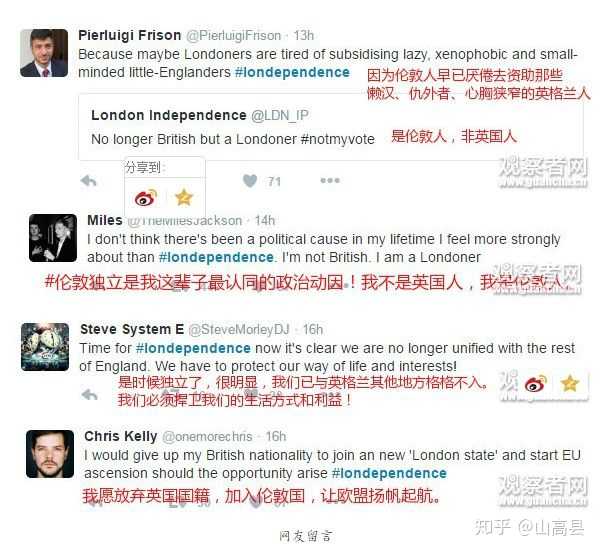 Pierluigi Frison @PierluigiFrison · 13h
Because maybe Londoners are tired of subsidising lazy, xenophobic and small-
minded little-Englanders #londependence
因为伦敦人早已厌倦去资助那些
懒汉、仇外者、心胸狭窄的英格兰人
London Independence @LDN_IP
No longer British but a Londoner #notmyvote
是伦敦人，非英国人
分享到：
71
观察者网
www.guancha.cn
Miles @TheMilesJackson · 14h
I don't think there's been a political cause in my lifetime I feel more strongly
about than #londependence. I'm not British. I am a Londoner
观察者网
www.guancha.cn
#伦敦独立是我这辈子最认同的政治动因！我不是英国人，我是伦敦人。
Steve System E @SteveMorleyDJ · 16h
Time for #londependence now it's clear we are no longer unified with the rest
of England. We have to protect our way of life and interests!
是时候独立了，很明显，我们已与英格兰其他地方格格不入。
我们必须捍卫我们的生活方式和利益！
Chris Kelly @onemorechris · 16h
I would give up my British nationality to join an new 'London state' and start EU
ascension should the opportunity arise #londependence
我愿放弃英国国籍，加入伦敦国，让欧盟扬帆起航。
观察者网
www.guancha.cn
知乎 @山高县
网友留言